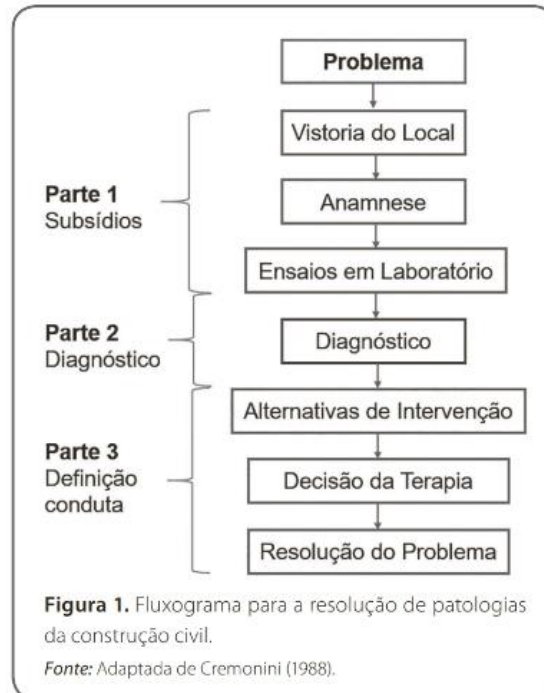 Problema
Parte 1
Subsídios
Vistoria do Local
Anamnese
Ensaios em Laboratório
Parte 2
Diagnóstico
Diagnóstico
Parte 3
Definição
conduta
Alternativas de Intervenção
Decisão da Terapia
Resolução do Problema
Figura 1. Fluxograma para a resolução de patologias
da construção civil.
Fonte: Adaptada de Cremonini (1988).